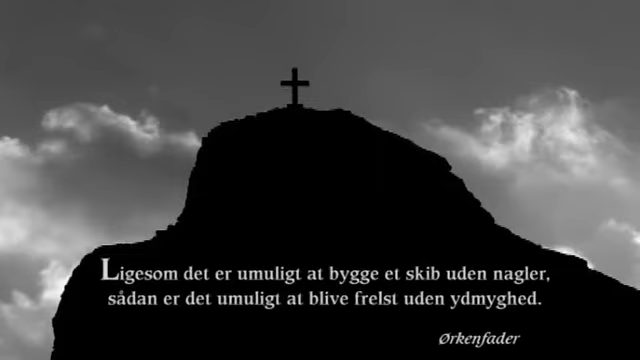 Ligesom det er umuligt at bygge et skib uden nagler,
sådan er det umuligt at blive frelst uden ydmyghed.
Ørkenfader